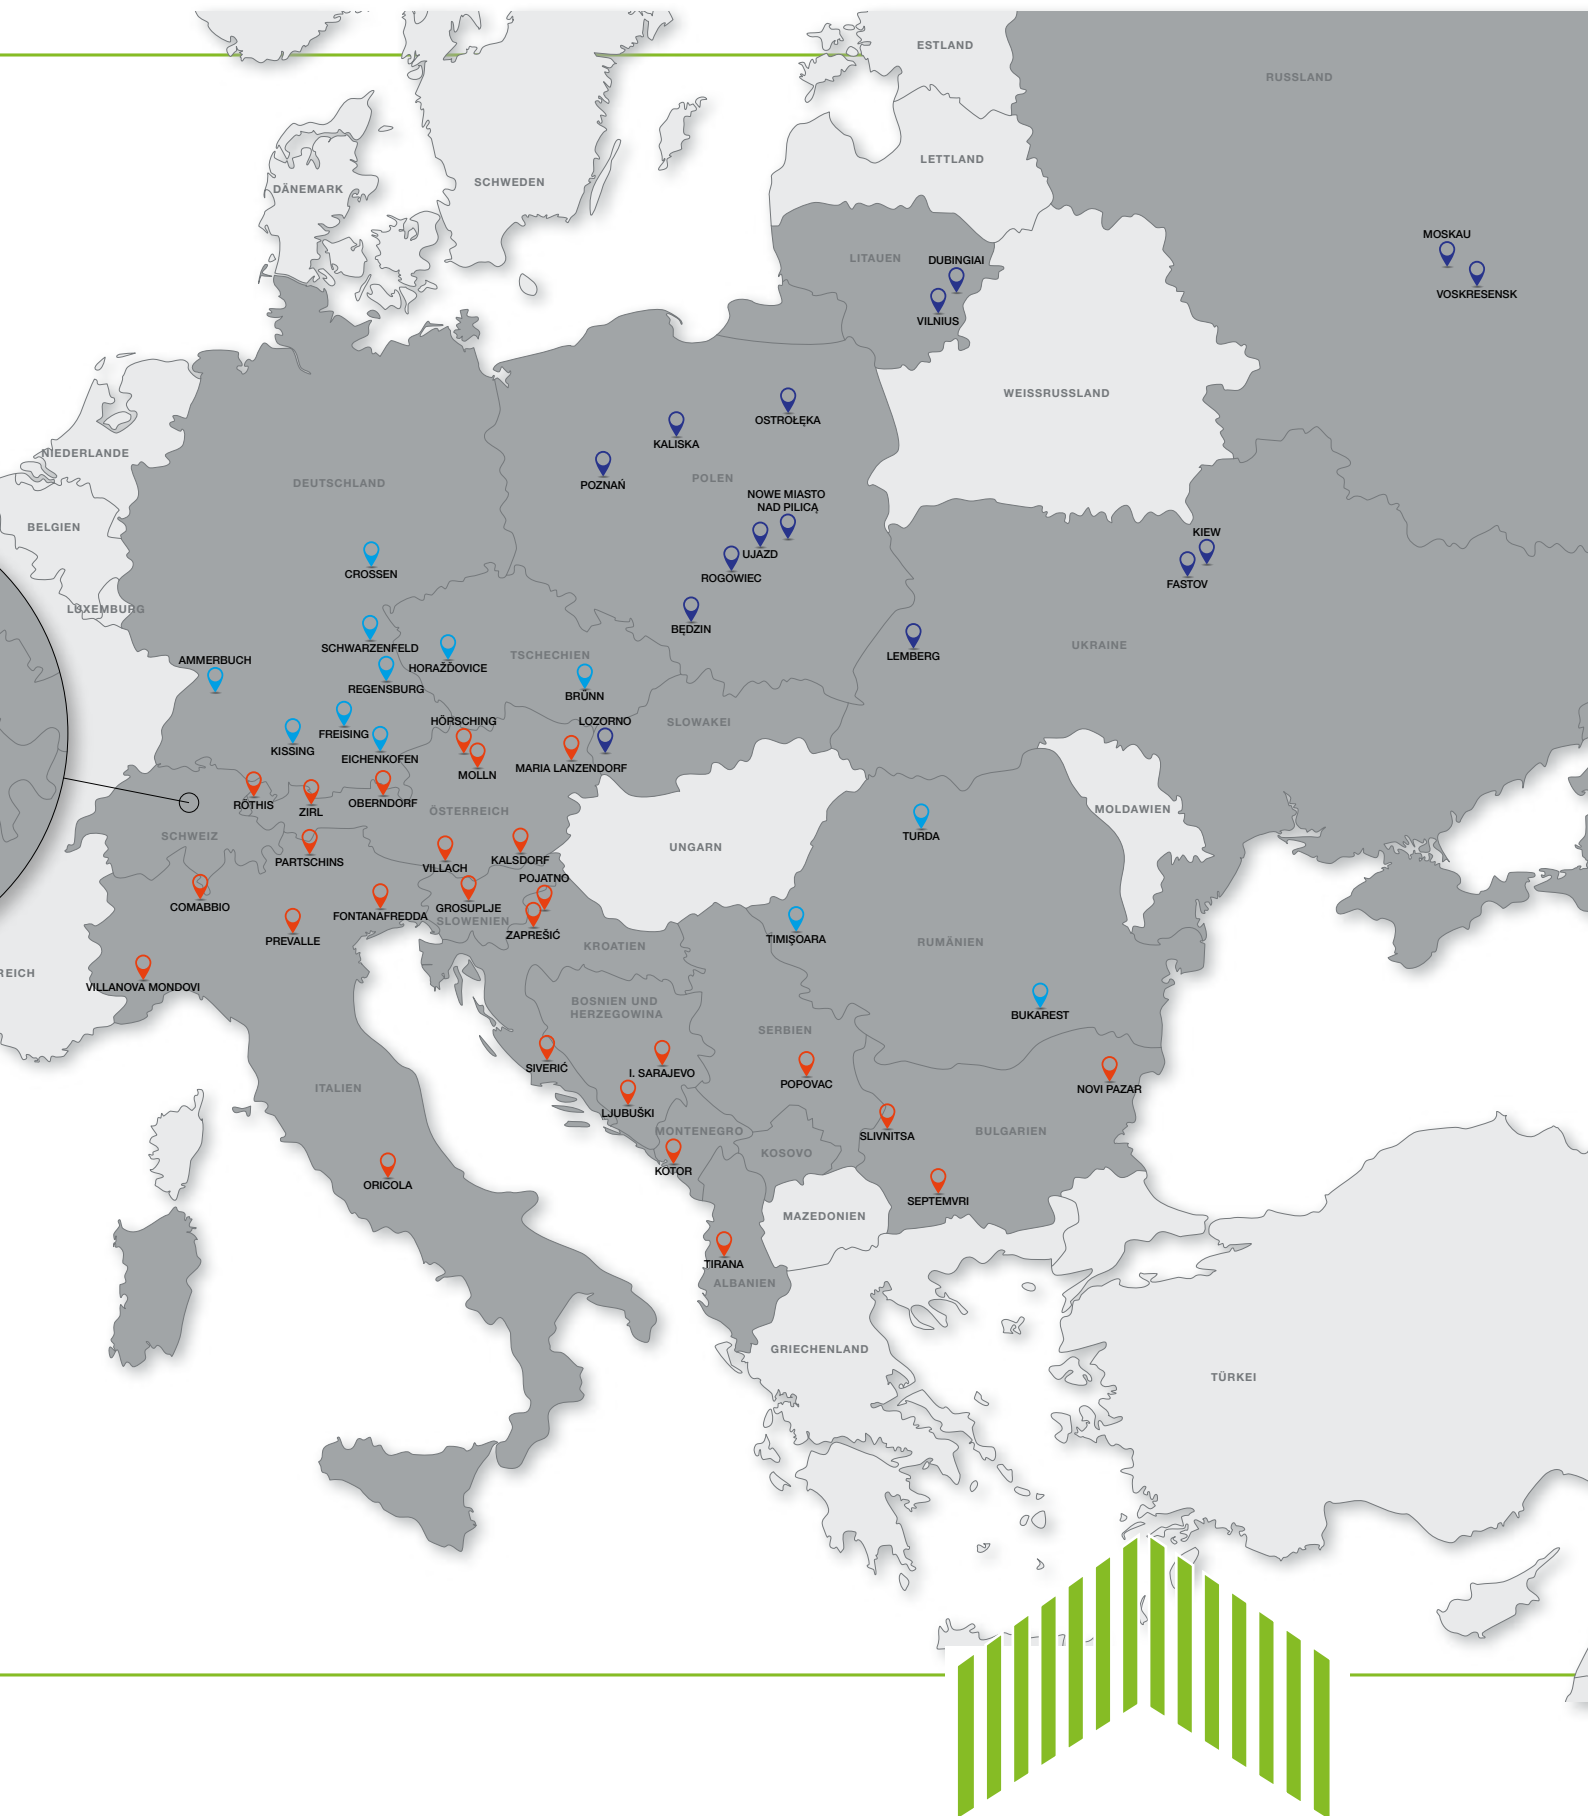 ESTLAND
RUSSLAND
LETTLAND
SCHWEDEN
DÄNEMARK
MOSKAU
LITAUEN
DUBINGIAI
VOSKRESENSK
VILNIUS
WEISSRUSSLAND
OSTROŁĘKA
KALISKA
NIEDERLANDE
POLEN
DEUTSCHLAND
POZNAŃ
NOWE MIASTO
NAD PILICĄ
BELGIEN
KIEW
UJAZD
CROSSEN
ROGOWIEC
FASTOV
LUXEMBURG
BĘDZIN
UKRAINE
SCHWARZENFELD
TSCHECHIEN
LEMBERG
AMMERBUCH
HORAŽĎOVICE
REGENSBURG
BRÜNN
HÖRSCHING
LOZORNO
SLOWAKEI
FREISING
KISSING
EICHENKOFEN
MARIA LANZENDORF
MOLLN
RÖTHIS
OBERNDORF
ZIRL
ÖSTERREICH
MOLDAWIEN
SCHWEIZ
TURDA
UNGARN
PARTSCHINS
KALSDORF
VILLACH
POJATNO
COMABBIO
GROSUPLJE
FONTANAFREDDA
SLOWENIEN
ZAPREŠIĆ
PREVALLE
TIMIŞOARA
RUMÄNIEN
KROATIEN
REICH
VILLANOVA MONDOVI
BOSNIEN UND
HERZEGOWINA
BUKAREST
SERBIEN
SIVERIĆ
I. SARAJEVO
POPOVAC
ITALIEN
NOVI PAZAR
LJUBUŠKI
MONTENEGRO
SLIVNITSA
BULGARIEN
KOSOVO
KOTOR
ORICOLA
SEPTEMVRI
MAZEDONIEN
TIRANA
ALBANIEN
GRIECHENLAND
TÜRKEI